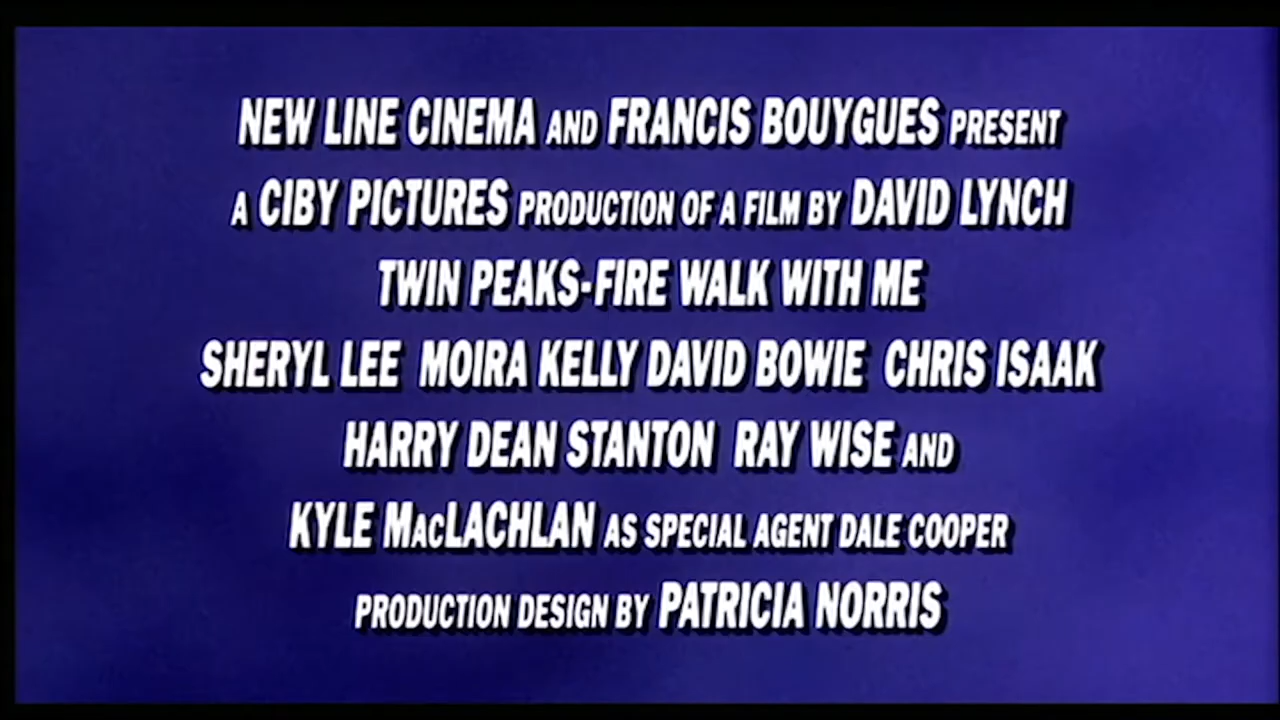 NEW LINE CINEMA AND FRANCIS BOUYGUES PRESENT
A CIBY PICTURES PRODUCTION OF A FILM BY DAVID LYNCH
TWIN PEAKS-FIRE WALK WITH ME
SHERYL LEE MOIRA KELLY DAVID BOWIE CHRIS ISAAK
HARRY DEAN STANTON RAY WISE AND
KYLE MACLACHLAN AS SPECIAL AGENT DALE COOPER
PRODUCTION DESIGN BY PATRICIA NORRIS